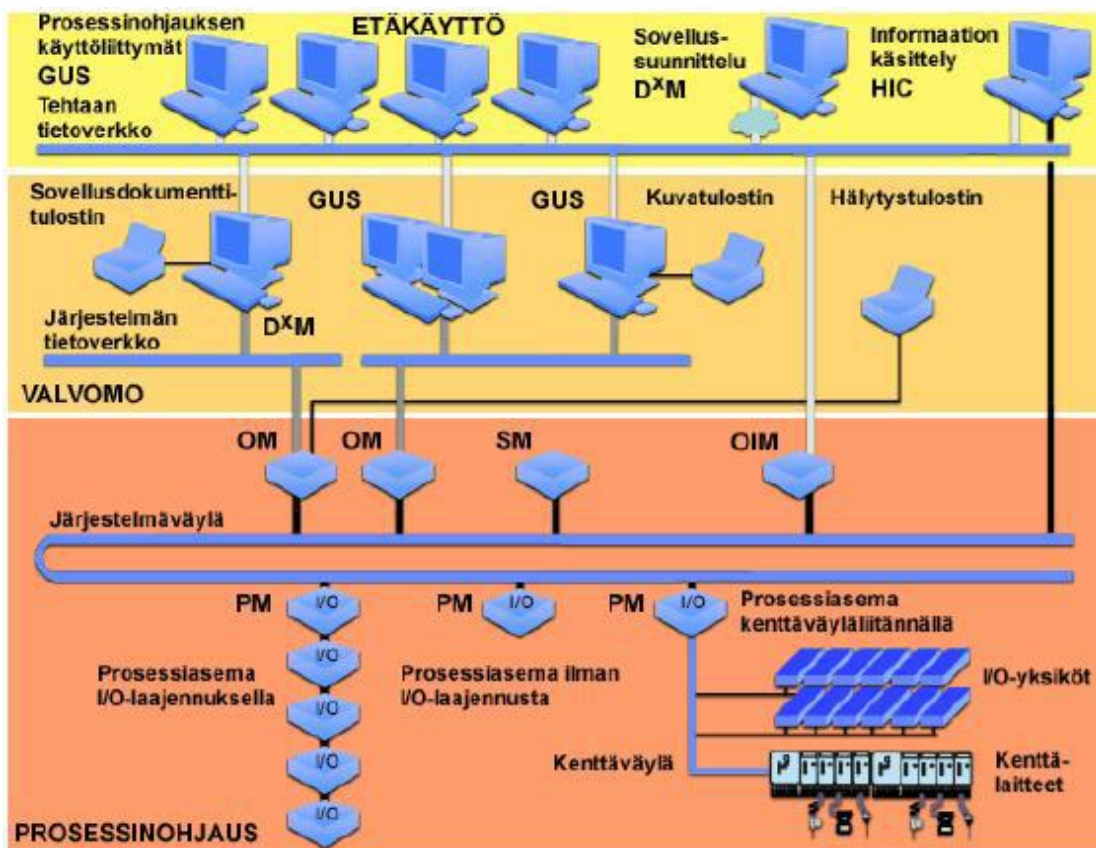 Prosessinohjauksen
käyttöliittymät
GUS
Tehtaan
tietoverkko
ETÄKÄYTTÖ
Sovellus-
suunnittelu
DXM
Informaation
käsittely
HIC
Sovellusdokumentti-
tulostin
GUS
GUS
Kuvatulostin
Hälytystulostin
Järjestelmän
tietoverkko
DXM
VALVOMO
OM
OM
SM
OIM
Järjestelmäväylä
PM
I/O
PM
I/O
PM
I/O
Prosessiasema
kenttäväyläliitännällä
I/O
Prosessiasema
I/O-laajennuksella
Prosessiasema ilman
I/O-laajennusta
I/O-yksiköt
I/O
I/O
Kenttäväylä
Kenttä-
laitteet
I/O
PROSESSINOHJAUS